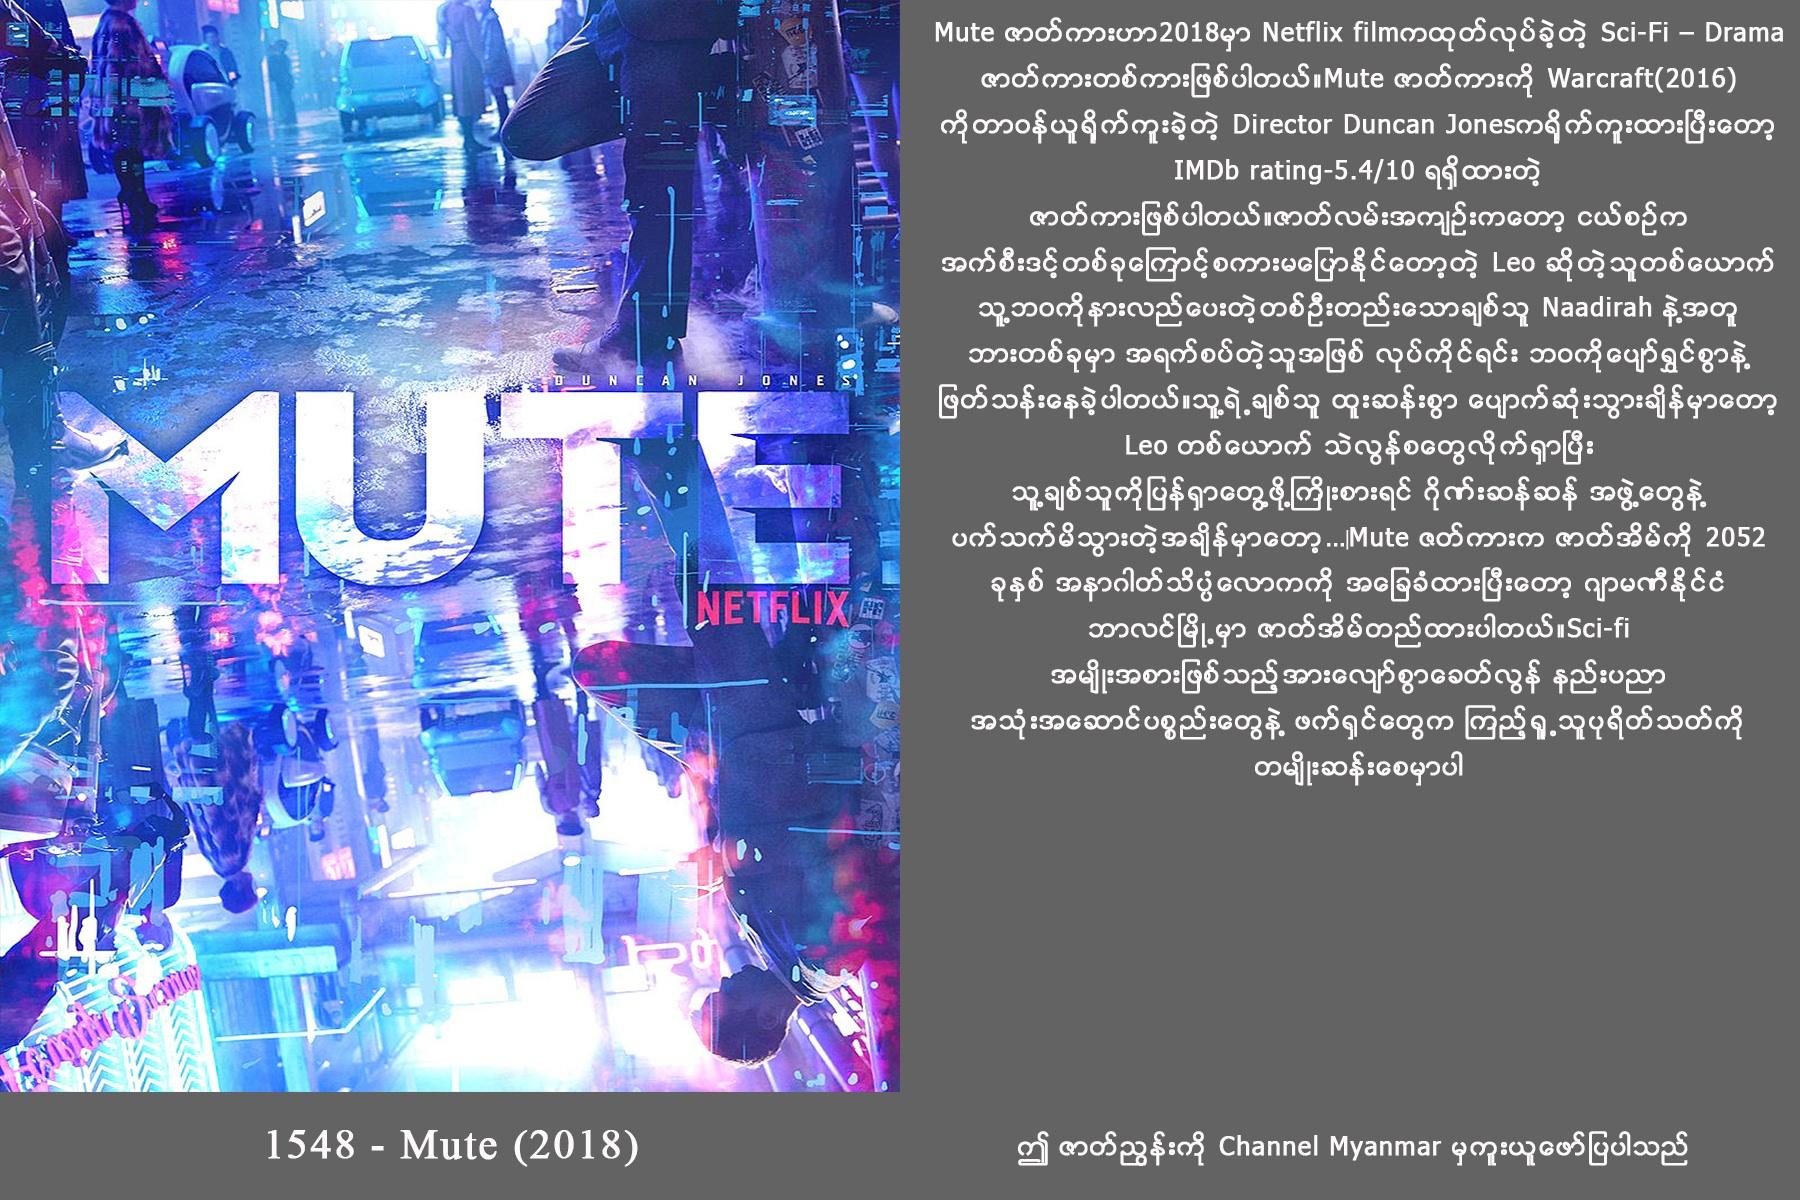 DUNCAN JONES
MUTE
NETFLIX
1548 - Mute (2018)
Mute ဇာတ်ကားဟာ2018မှာ Netflix filmကထုတ်လုပ်ခဲ့တဲ့ Sci-Fi – Drama
ဇာတ်ကားတစ်ကားဖြစ်ပါတယ်။Mute ဇာတ်ကားကို Warcraft(2016)
ကိုတာဝန်ယူရိုက်ကူးခဲ့တဲ့ Director Duncan Jonesကရိုက်ကူးထားပြီးတော့
IMDb rating-5.4/10 ရရှိထားတဲ့
ဇာတ်ကားဖြစ်ပါတယ်။ဇာတ်လမ်းအကျဉ်းကတော့ ငယ်စဉ်က
အက်စီးဒင့်တစ်ခုကြောင့်စကားမပြောနိုင်တော့တဲ့ Leo ဆိုတဲ့သူတစ်ယောက်
သူ့ဘဝကိုနားလည်ပေးတဲ့တစ်ဦးတည်းသောချစ်သူ Naadirah နဲ့အတူ
ဘားတစ်ခုမှာ အရက်စပ်တဲ့သူအဖြစ် လုပ်ကိုင်ရင်း ဘဝကိုပျော်ရွှင်စွာနဲ့
ဖြတ်သန်းနေခဲ့ပါတယ်။သူ့ရဲ့ချစ်သူ ထူးဆန်းစွာ ပျောက်ဆုံးသွားချိန်မှာတော့
Leo တစ်ယောက် သဲလွန်စတွေလိုက်ရှာပြီး
သူ့ချစ်သူကိုပြန်ရှာတွေ့ဖို့ကြိုးစားရင် ဂိုဏ်းဆန်ဆန် အဖွဲ့တွေနဲ့
ပက်သက်မိသွားတဲ့အချိန်မှာတော့…၊Mute ဇတ်ကားက ဇာတ်အိမ်ကို 2052
ခုနှစ် အနာဂါတ်သိပ္ပံလောကကို အခြေခံထားပြီးတော့ ဂျာမဏီနိုင်ငံ
ဘာလင်မြို့မှာ ဇာတ်အိမ်တည်ထားပါတယ်။Sci-fi
အမျိုးအစားဖြစ်သည့်အားလျော်စွာခေတ်လွန် နည်းပညာ
အသုံးအဆောင်ပစ္စည်းတွေနဲ့ ဖက်ရှင်တွေက ကြည့်ရှု့သူပုရိတ်သတ်ကို
တမျိုးဆန်းစေမှာပါ
ဤ ဇာတ်ညွှန်းကို Channel Myanmar မှကူးယူဖော်ပြပါသည်